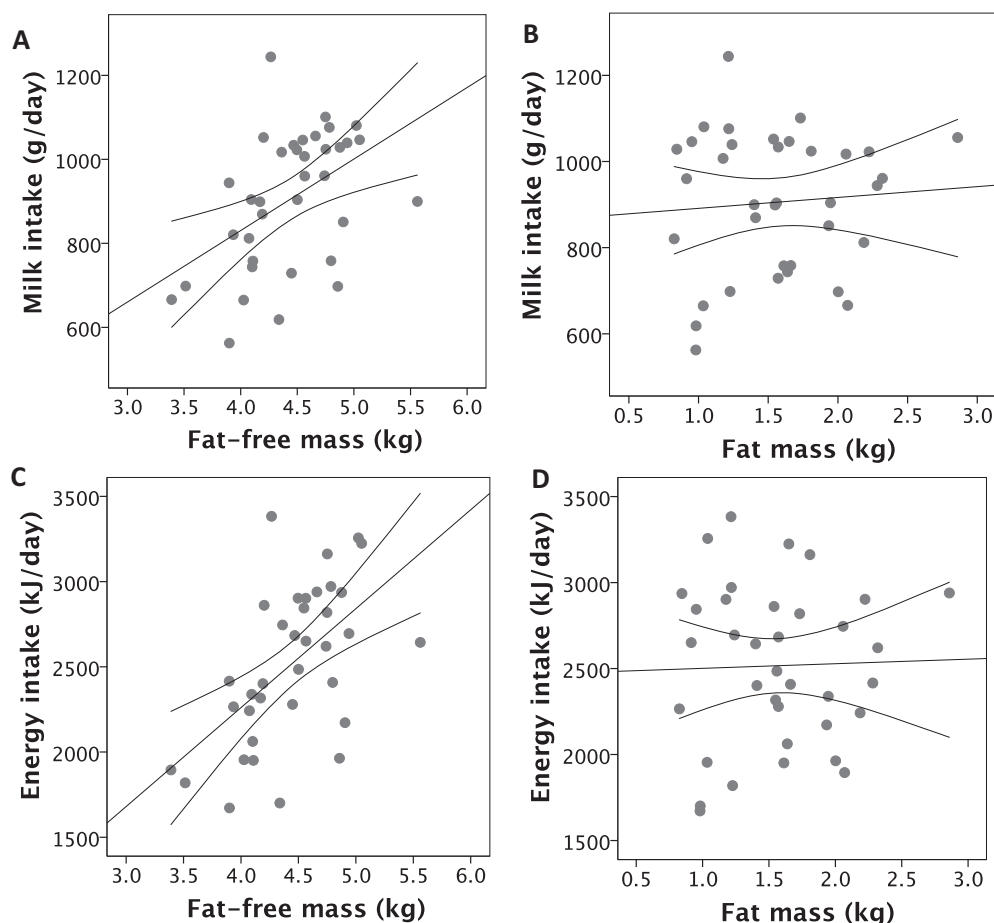 A
Milk intake (g/day)
1200
1000
800
600
3.0 3.5 4.0 4.5 5.0 5.5 6.0
Fat-free mass (kg)
B
Milk intake (g/day)
1200
1000
800
600
0.5 1.0 1.5 2.0 2.5 3.0
Fat mass (kg)
C
Energy intake (kJ/day)
3500
3000
2500
2000
1500
3.0 3.5 4.0 4.5 5.0 5.5 6.0
Fat-free mass (kg)
D
Energy intake (kJ/day)
3500
3000
2500
2000
1500
0.5 1.0 1.5 2.0 2.5 3.0
Fat mass (kg)